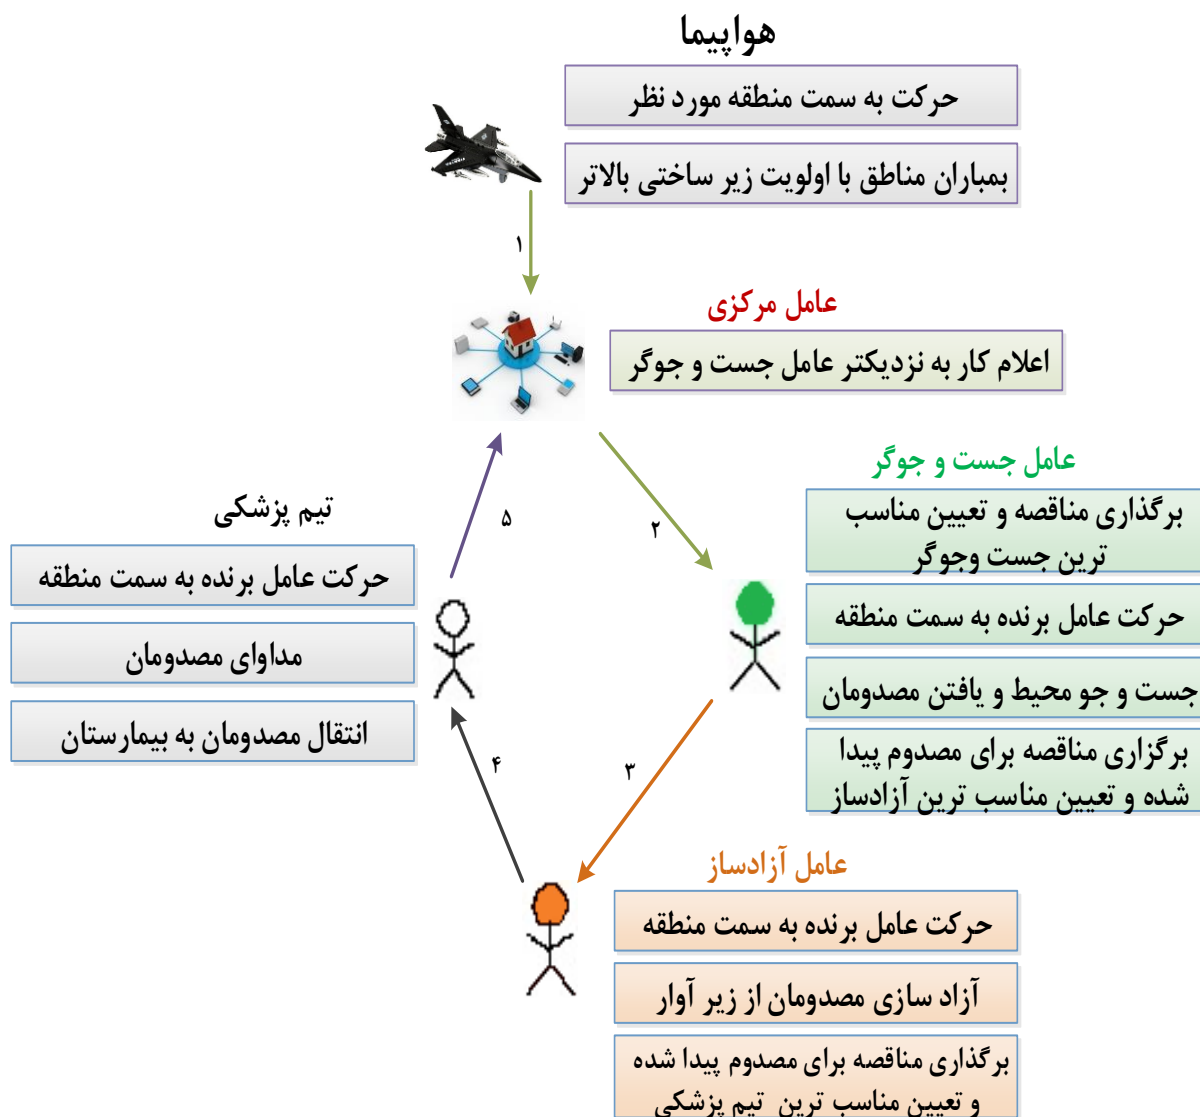 هواپیما
حرکت به سمت منطقه مورد نظر
بمباران مناطق با اولویت زیر ساختی بالاتر
۱
عامل مرکزی
اعلام کار به نزدیکتر عامل جست و جوگر
عامل جست و جوگر
برگذاری مناقصه و تعیین مناسب
ترین جست وجوگر
حرکت عامل برنده به سمت منطقه
جست و جو محیط و یافتن مصدومان
برگزاری مناقصه برای مصدوم پیدا
شده و تعیین مناسب ترین آزادساز
۲
۵
تیم پزشکی
حرکت عامل برنده به سمت منطقه
مداوای مصدومان
انتقال مصدومان به بیمارستان
۳
۴
عامل آزادساز
حرکت عامل برنده به سمت منطقه
آزاد سازی مصدومان از زیر آوار
برگذاری مناقصه برای مصدوم پیدا شده
و تعیین مناسب ترین تیم پزشکی